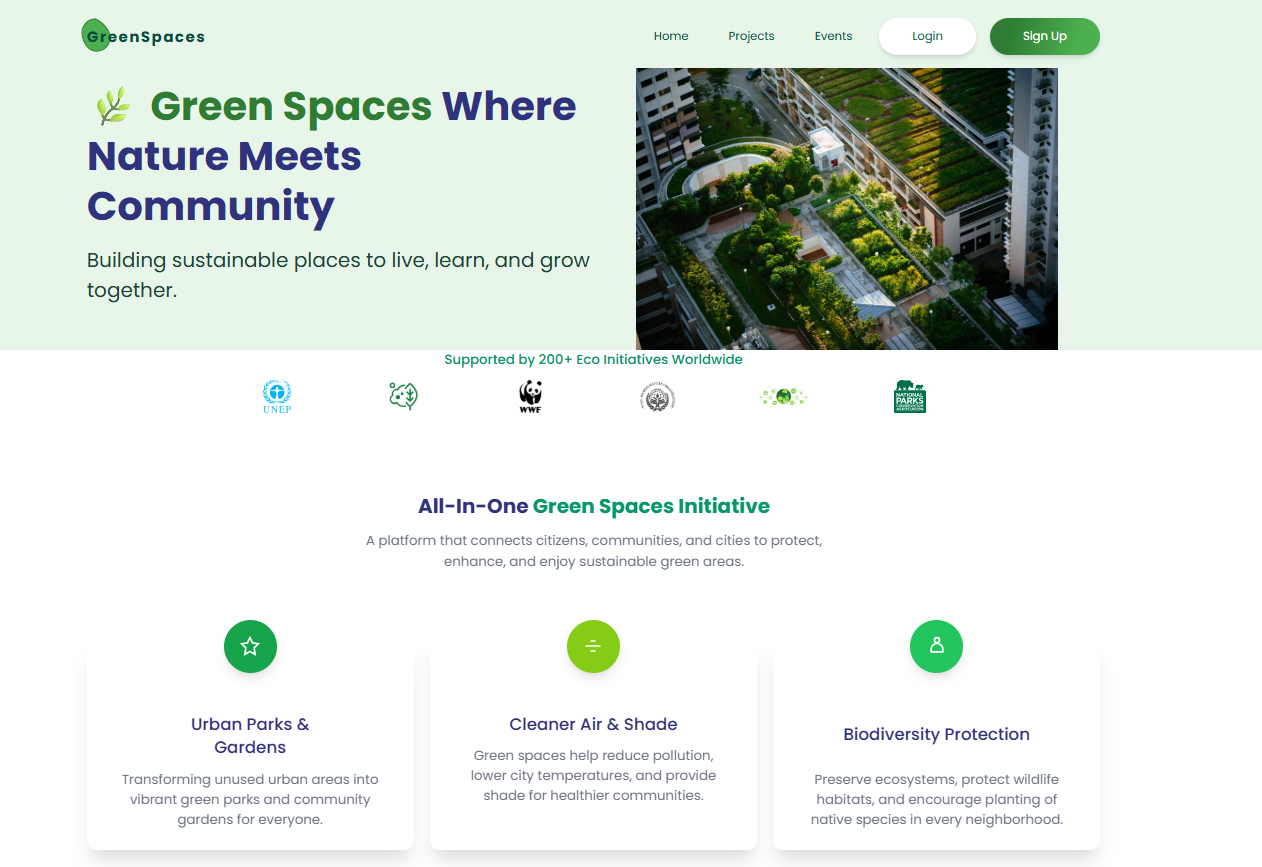 GreenSpaces
Home
Projects
Events
Login
Sign Up
🌿 Green Spaces Where
Nature Meets
Community
Building sustainable places to live, learn, and grow
together.
Supported by 200+ Eco Initiatives Worldwide
UNEP
WWF
NATIONAL
PARKS
CONSERVATION
ASSOCIATION
All-In-One Green Spaces Initiative
A platform that connects citizens, communities, and cities to protect,
enhance, and enjoy sustainable green areas.
Urban Parks &
Gardens
Transforming unused urban areas into
vibrant green parks and community
gardens for everyone.
Cleaner Air & Shade
Green spaces help reduce pollution,
lower city temperatures, and provide
shade for healthier communities.
Biodiversity Protection
Preserve ecosystems, protect wildlife
habitats, and encourage planting of
native species in every neighborhood.